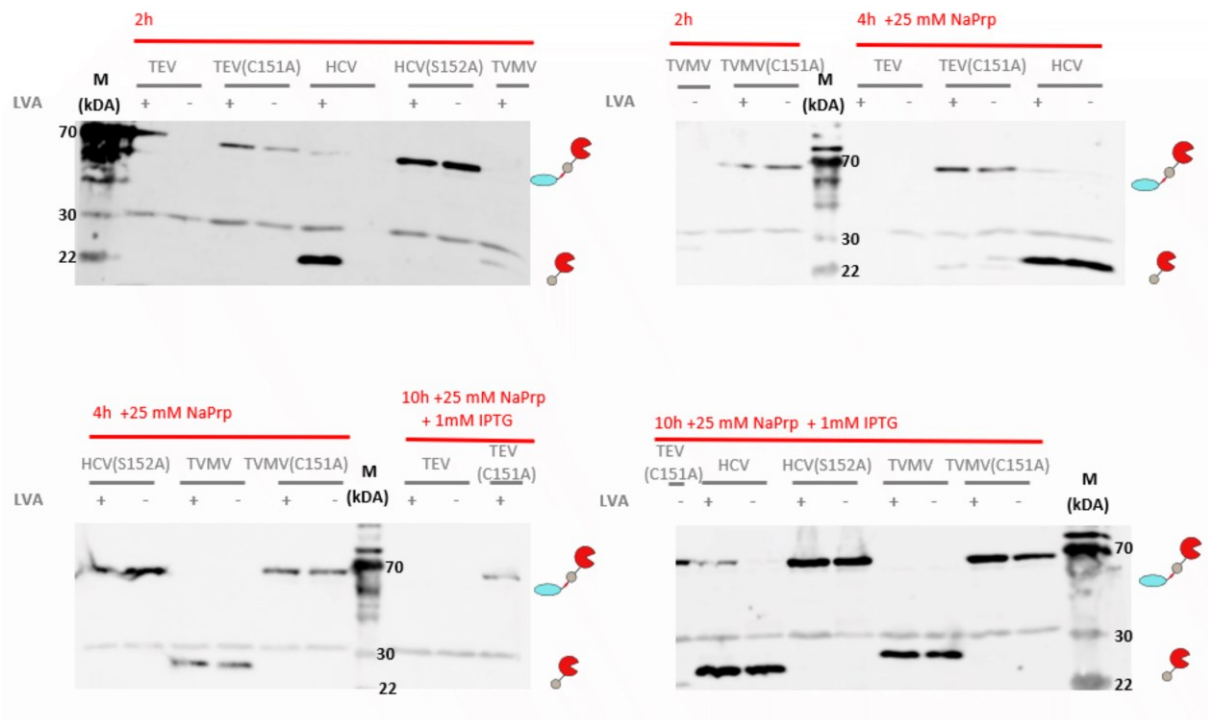 2h
TEV TEV(C151A) HCV HCV(S152A) TVMV
M
(kDa)
LVA + - + - + + - +
70
30
22
2h 4h +25 mM NaPrp
TVMV TVMV(C151A) M TEV TEV(C151A) HCV
(kDa)
LVA - + - + - + - + -
70
30
22
4h +25 mM NaPrp
10h +25 mM NaPrp
+ 1mM IPTG
HCV(S152A) TVMV TVMV(C151A) M TEV TEV
(C151A)
(kDA)
LVA + - + - + - + - +
70
30
22
10h +25 mM NaPrp + 1mM IPTG
TEV
(C151A) HCV HCV(S152A) TVMV TVMV(C151A)
M
(kDA)
LVA - + - + - + - + -
70
30
22